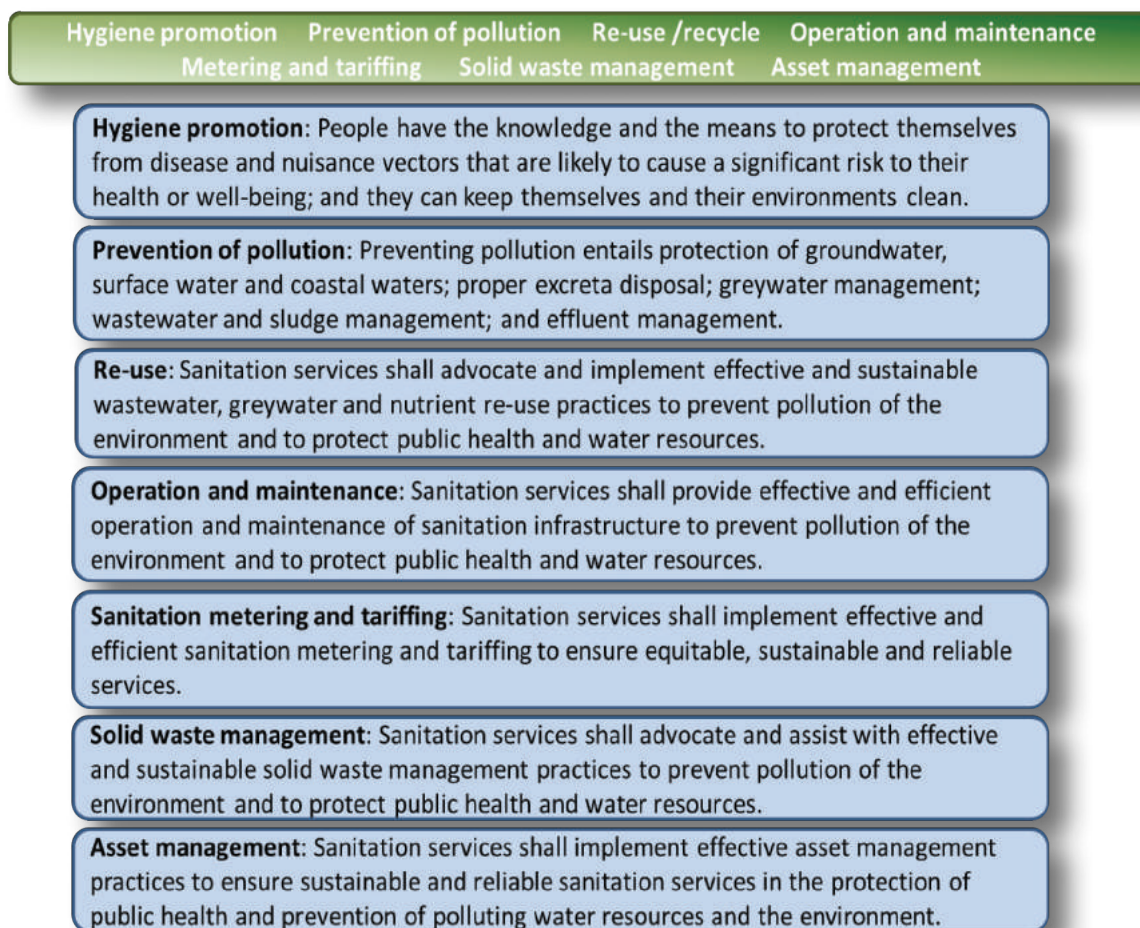 Hygiene promotion Prevention of pollution Re-use /recycle Operation and maintenance
Metering and tariffing Solid waste management Asset management
Hygiene promotion: People have the knowledge and the means to protect themselves
from disease and nuisance vectors that are likely to cause a significant risk to their
health or well-being; and they can keep themselves and their environments clean.
Prevention of pollution: Preventing pollution entails protection of groundwater,
surface water and coastal waters; proper excreta disposal; greywater management;
wastewater and sludge management; and effluent management.
Re-use: Sanitation services shall advocate and implement effective and sustainable
wastewater, greywater and nutrient re-use practices to prevent pollution of the
environment and to protect public health and water resources.
Operation and maintenance: Sanitation services shall provide effective and efficient
operation and maintenance of sanitation infrastructure to prevent pollution of the
environment and to protect public health and water resources.
Sanitation metering and tariffing: Sanitation services shall implement effective and
efficient sanitation metering and tariffing to ensure equitable, sustainable and reliable
services.
Solid waste management: Sanitation services shall advocate and assist with effective
and sustainable solid waste management practices to prevent pollution of the
environment and to protect public health and water resources.
Asset management: Sanitation services shall implement effective asset management
practices to ensure sustainable and reliable sanitation services in the protection of
public health and prevention of polluting water resources and the environment.